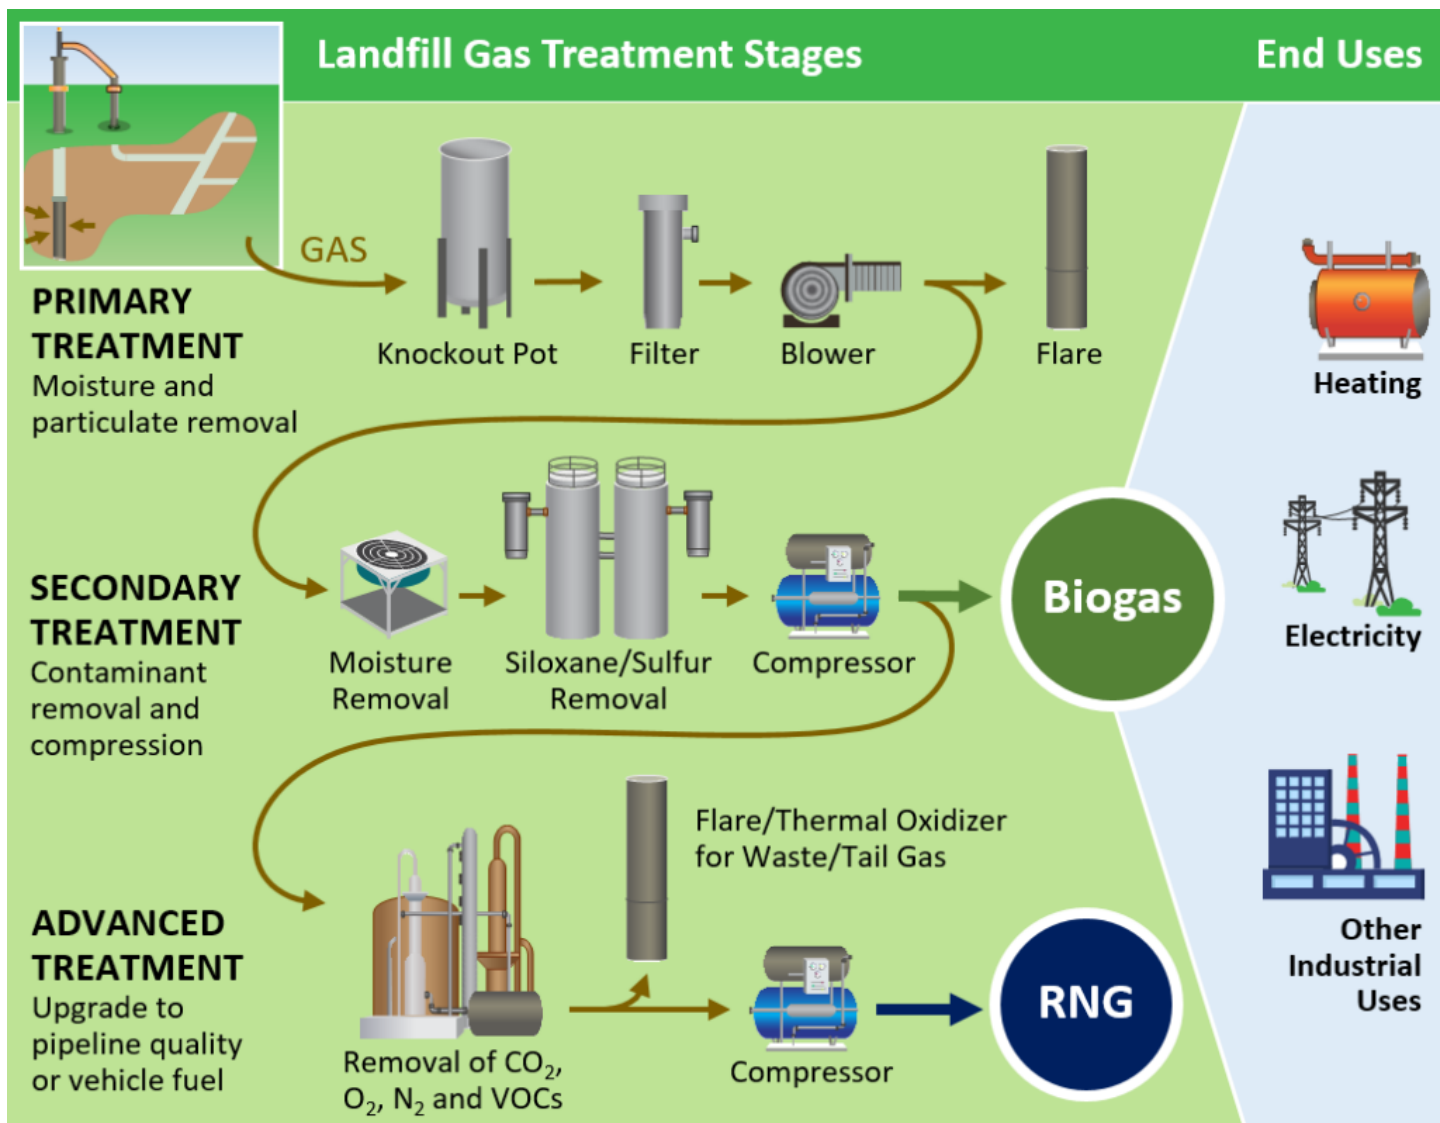 Landfill Gas Treatment Stages
End Uses
GAS
PRIMARY
TREATMENT
Moisture and
particulate removal
Knockout Pot
Filter
Blower
Flare
Heating
SECONDARY
TREATMENT
Contaminant
removal and
compression
Moisture
Removal
Siloxane/Sulfur
Removal
Compressor
Biogas
Electricity
ADVANCED
TREATMENT
Upgrade to
pipeline quality
or vehicle fuel
Removal of CO₂,
O₂, N₂ and VOCs
Flare/Thermal Oxidizer
for Waste/Tail Gas
Compressor
RNG
Other
Industrial
Uses